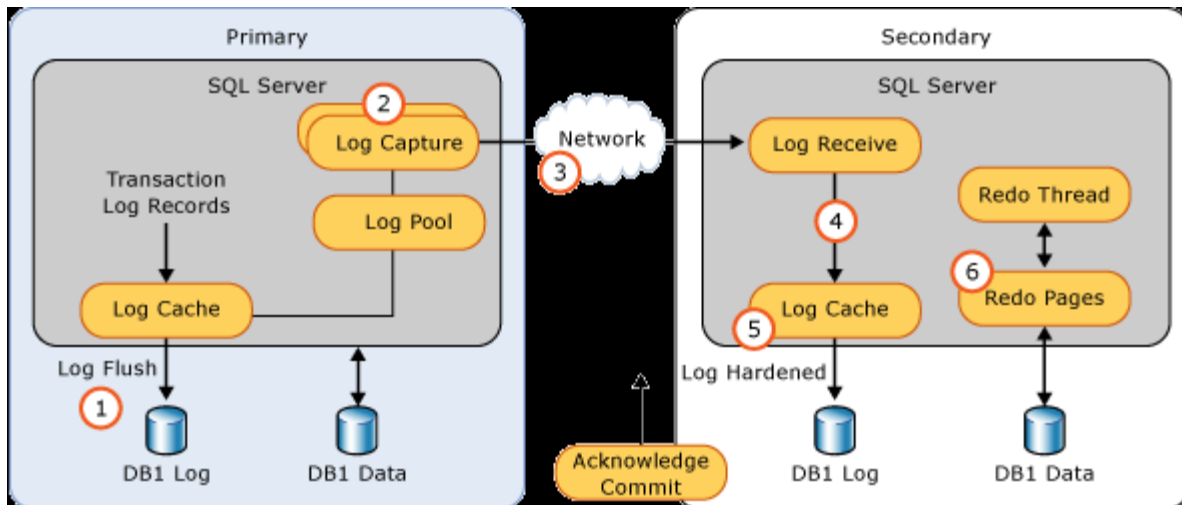 Primary
SQL Server
2
Log Capture
Transaction
Log Records
Log Pool
Log Cache
Log Flush
1
DB1 Log
DB1 Data
Network
3
Acknowledge
Commit
Secondary
SQL Server
Log Receive
4
Redo Thread
6
Redo Pages
Log Cache
5
Log Hardened
DB1 Log
DB1 Data